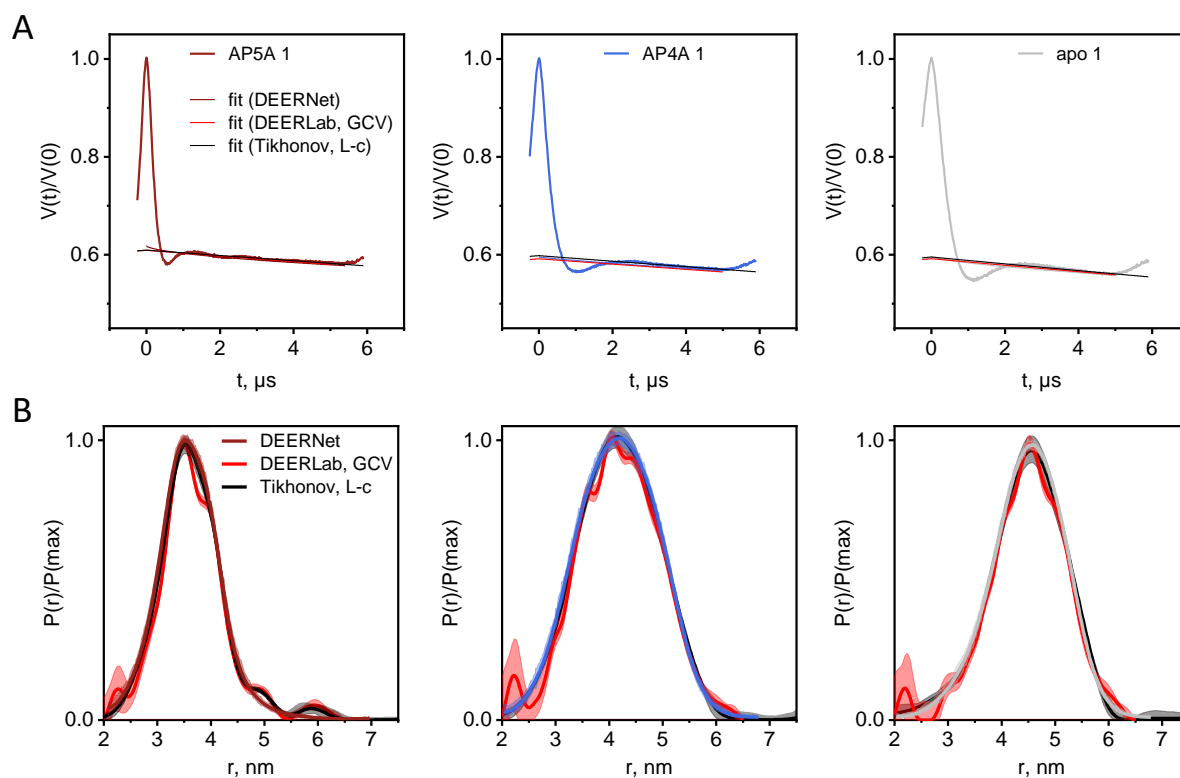 A
AP5A 1
fit (DEERNet)
fit (DEERLab, GCV)
fit (Tikhonov, L-c)
V(t)/V(0)
1.0
0.8
0.6
0 2 4 6
t, µs
AP4A 1
V(t)/V(0)
1.0
0.8
0.6
0 2 4 6
t, µs
apo 1
V(t)/V(0)
1.0
0.8
0.6
0 2 4 6
t, µs
B
DEERNet
DEERLab, GCV
Tikhonov, L-c
P(r)/P(max)
1.0
0.0
2 3 4 5 6 7
r, nm
P(r)/P(max)
1.0
0.0
2 3 4 5 6 7
r, nm
P(r)/P(max)
1.0
0.0
2 3 4 5 6 7
r, nm